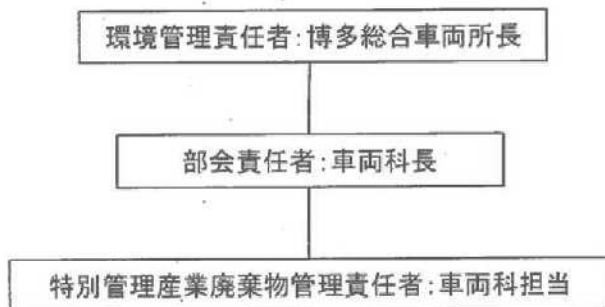 環境管理責任者:博多総合車両所長
部会責任者:車両科長
特別管理産業廃棄物管理責任者:車両科担当